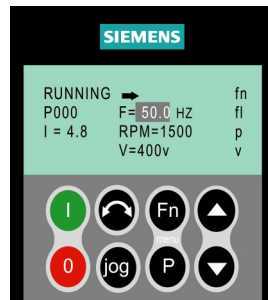 SIEMENS
RUNNING fn
P000 F= 50.0 HZ fl
I = 4.8 RPM=1500 p
V=400v v
I Fn
menu
0 jog P